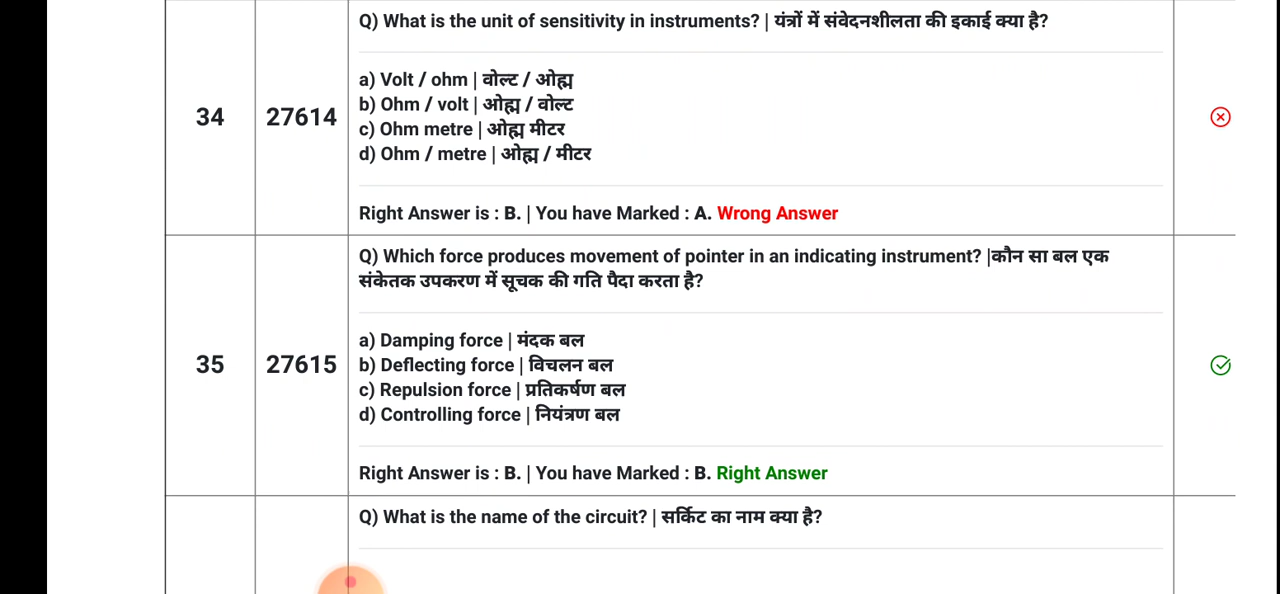 Q) What is the unit of sensitivity in instruments? | यंत्रों में संवेदनशीलता की इकाई क्या है?
a) Volt / ohm | वोल्ट / ओह्म
b) Ohm / volt | ओह्म / वोल्ट
34 27614
c) Ohm metre | ओह्म मीटर
d) Ohm / metre | ओह्म / मीटर
Right Answer is : B. | You have Marked : A. Wrong Answer
Q) Which force produces movement of pointer in an indicating instrument? |कौन सा बल एक
संकेतक उपकरण में सूचक की गति पैदा करता है?
a) Damping force | मंदक बल
35 27615 b) Deflecting force | विचलन बल
c) Repulsion force | प्रतिकर्षण बल
d) Controlling force | नियंत्रण बल
Right Answer is : B. | You have Marked : B. Right Answer
Q) What is the name of the circuit? | सर्किट का नाम क्या है?